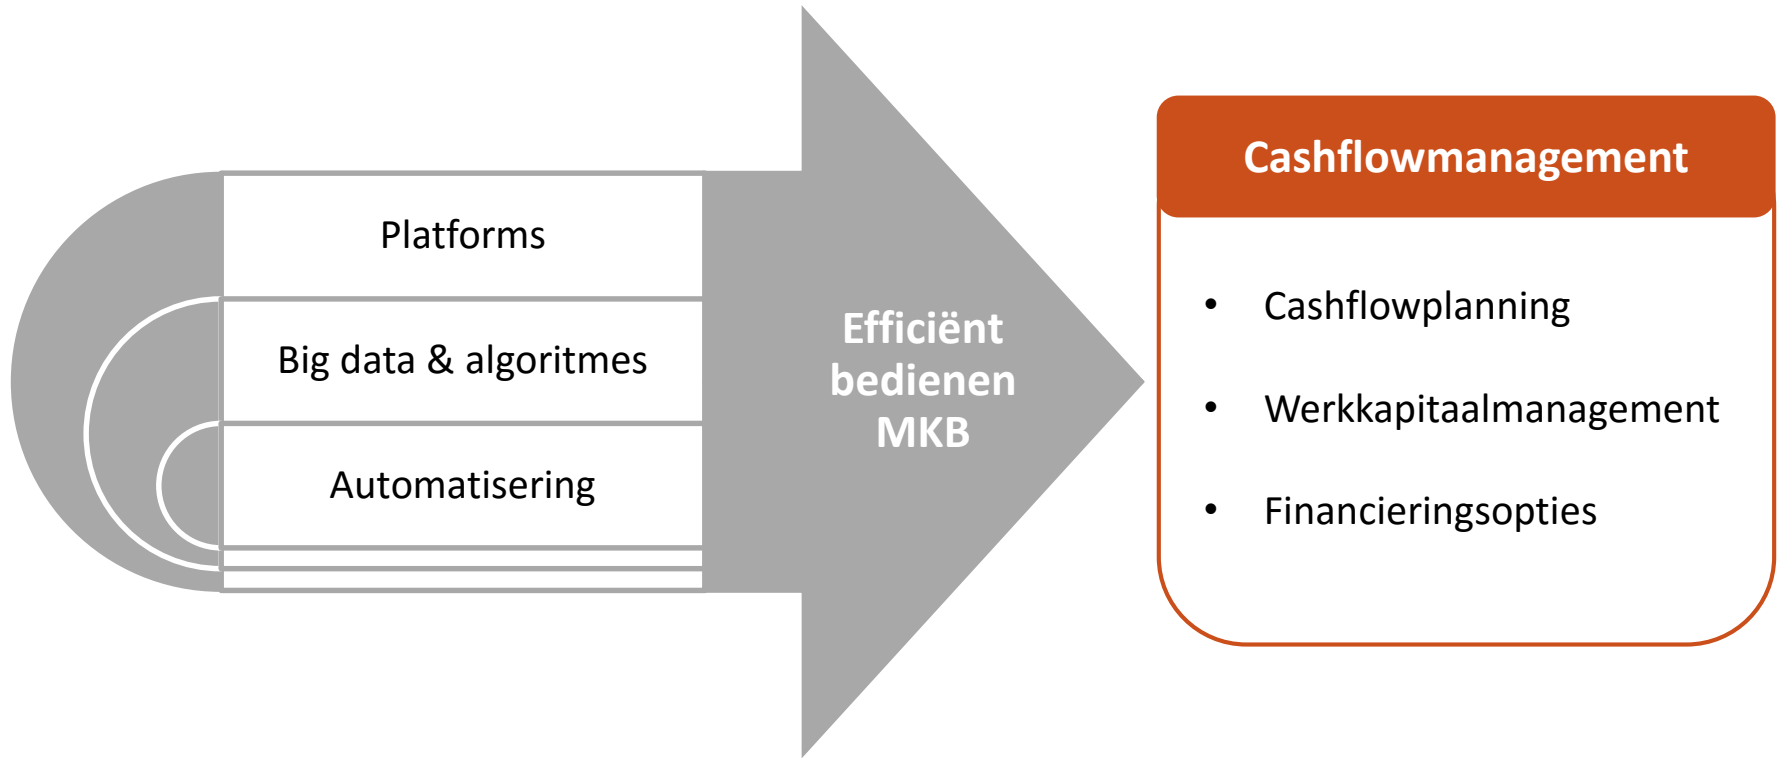 Platforms
Big data & algoritmes
Automatisering
Efficiënt
bedienen
MKB
Cashflowmanagement
• Cashflowplanning
• Werkkapitaalmanagement
• Financieringsopties